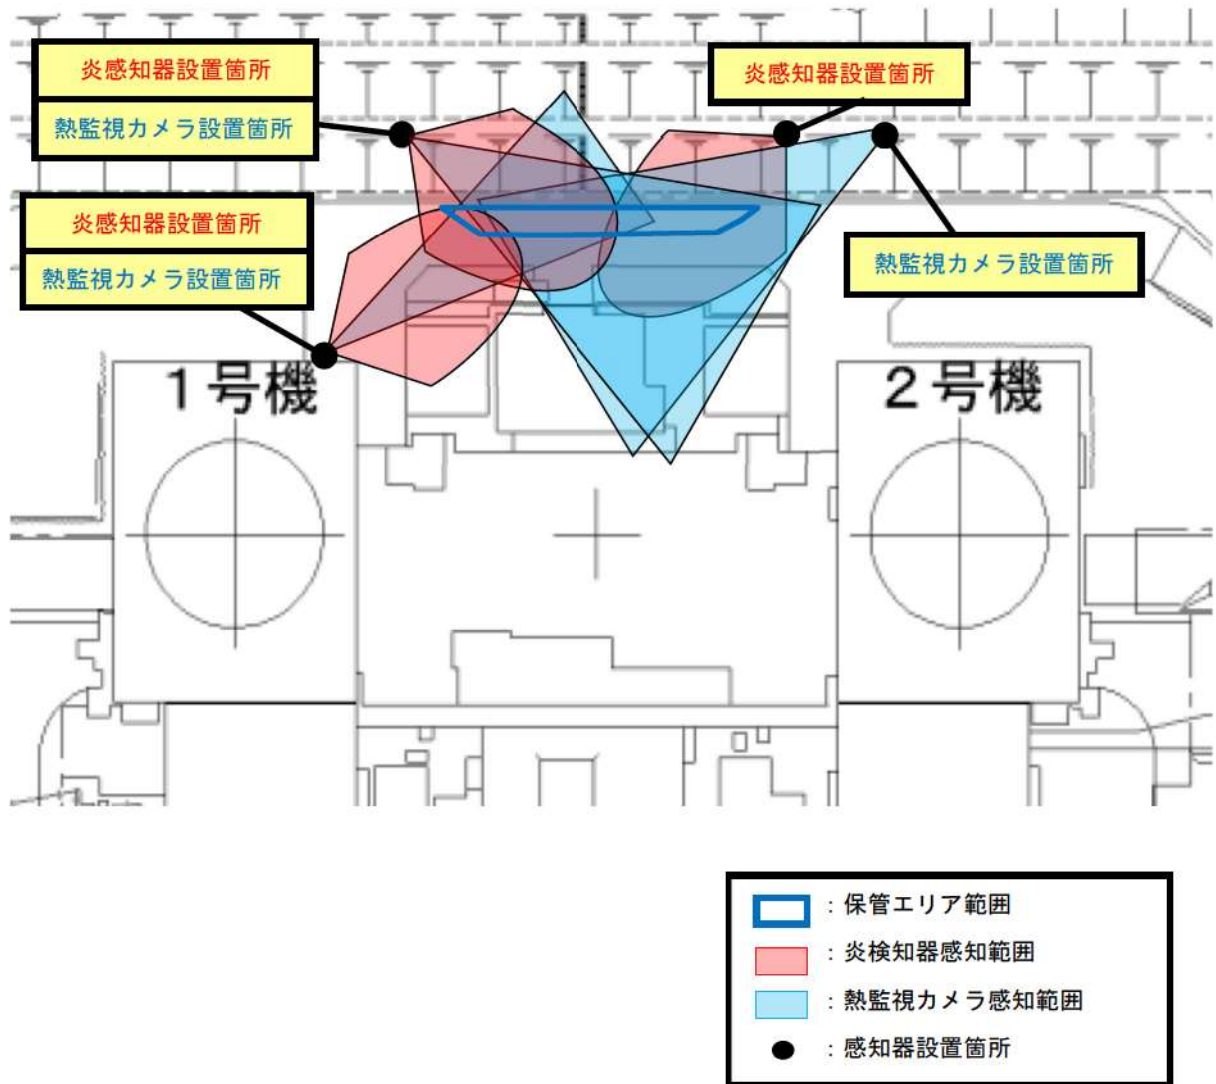 炎感知器設置箇所
熱監視カメラ設置箇所
炎感知器設置箇所
炎感知器設置箇所
熱監視カメラ設置箇所
熱監視カメラ設置箇所
1号機
2号機
：保管エリア範囲
：炎検知器感知範囲
：熱監視カメラ感知範囲
：感知器設置箇所